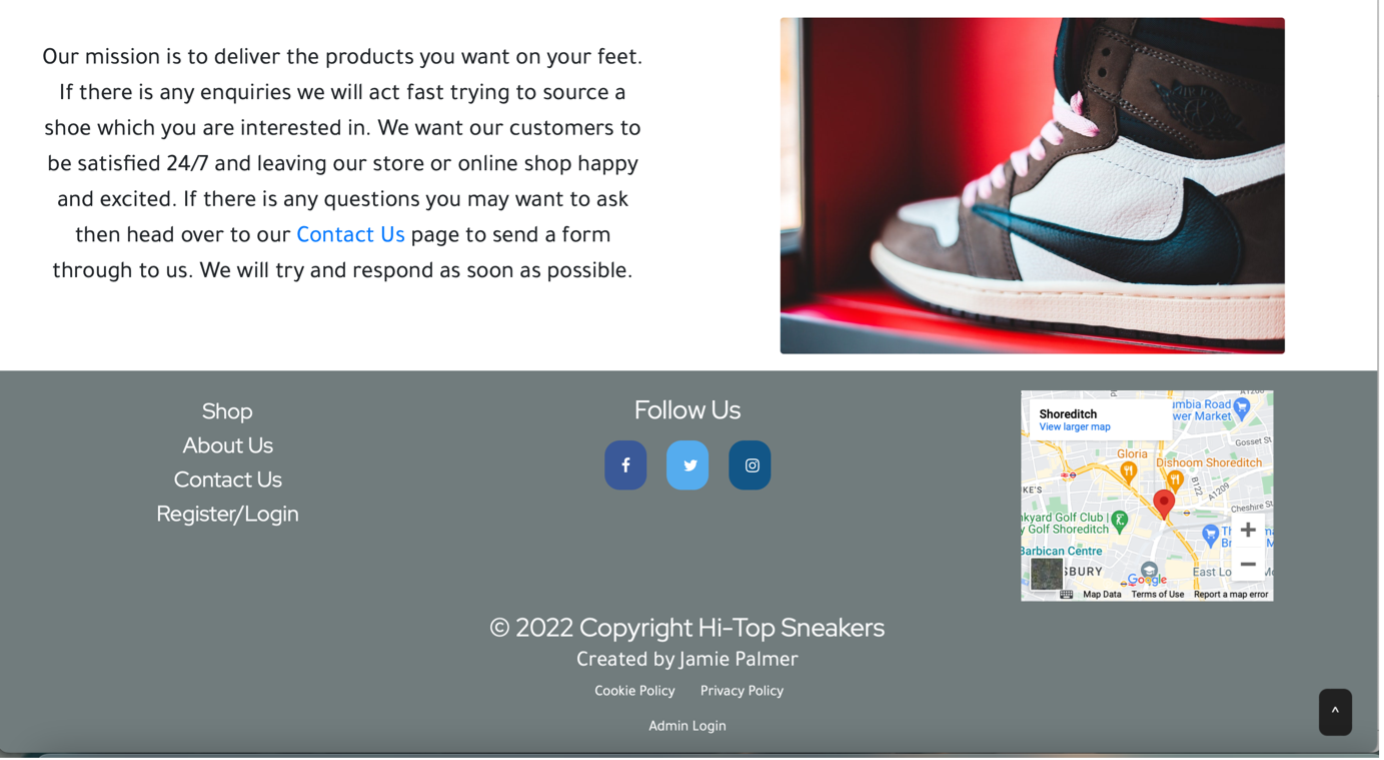 Our mission is to deliver the products you want on your feet.
If there is any enquiries we will act fast trying to source a
shoe which you are interested in. We want our customers to
be satisfied 24/7 and leaving our store or online shop happy
and excited. If there is any questions you may want to ask
then head over to our Contact Us page to send a form
through to us. We will try and respond as soon as possible.
Shop
About Us
Contact Us
Register/Login
Follow Us
Shoreditch
View larger map
umbia Road
wer Market
Gosset St
Gloria
Dishoom Shoreditch
B122
A1209
KE'S
Cheshire St
kyard Golf Club |
y Golf Shoreditch
Barbican Centre
SBURY
East Lo
Google
Map Data Terms of Use Report a map error
© 2022 Copyright Hi-Top Sneakers
Created by Jamie Palmer
Cookie Policy Privacy Policy
Admin Login
^